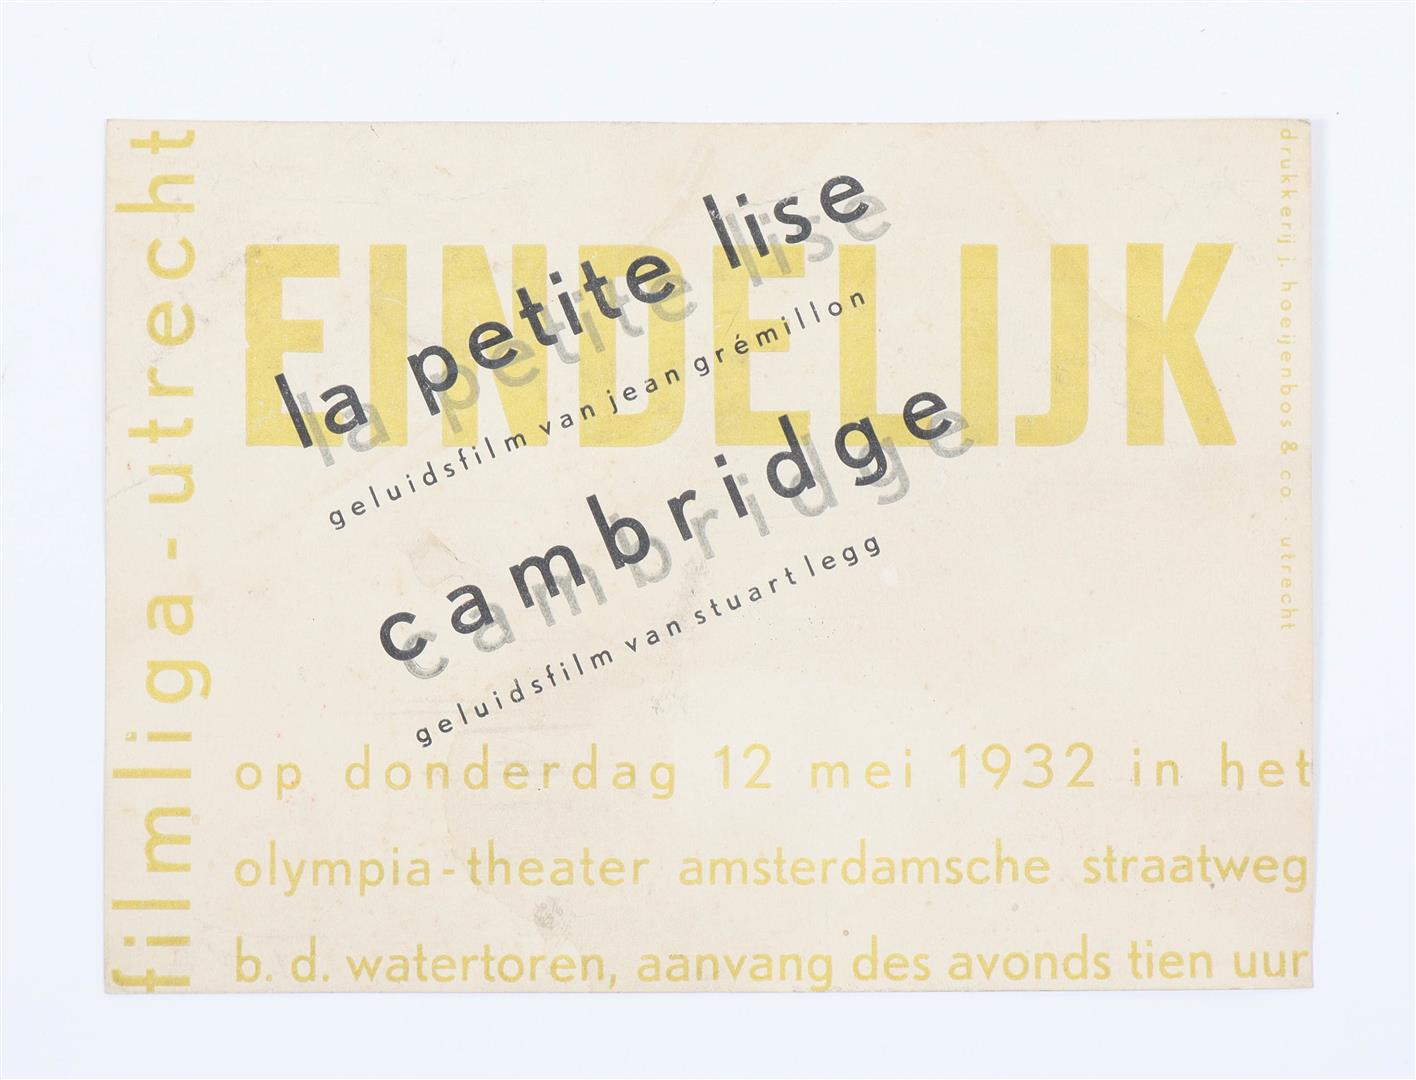 filmliga-utrecht
EINDELIJK
la petite lise
geluidsfilm van jean grémillon
cambridge
geluidsfilm van stuart legg
op donderdag 12 mei 1932 in het
olympia-theater amsterdamsche straatweg
b. d. watertoren, aanvang des avonds tien uur
drukkerij j. hoeijenbos & co. · utrecht